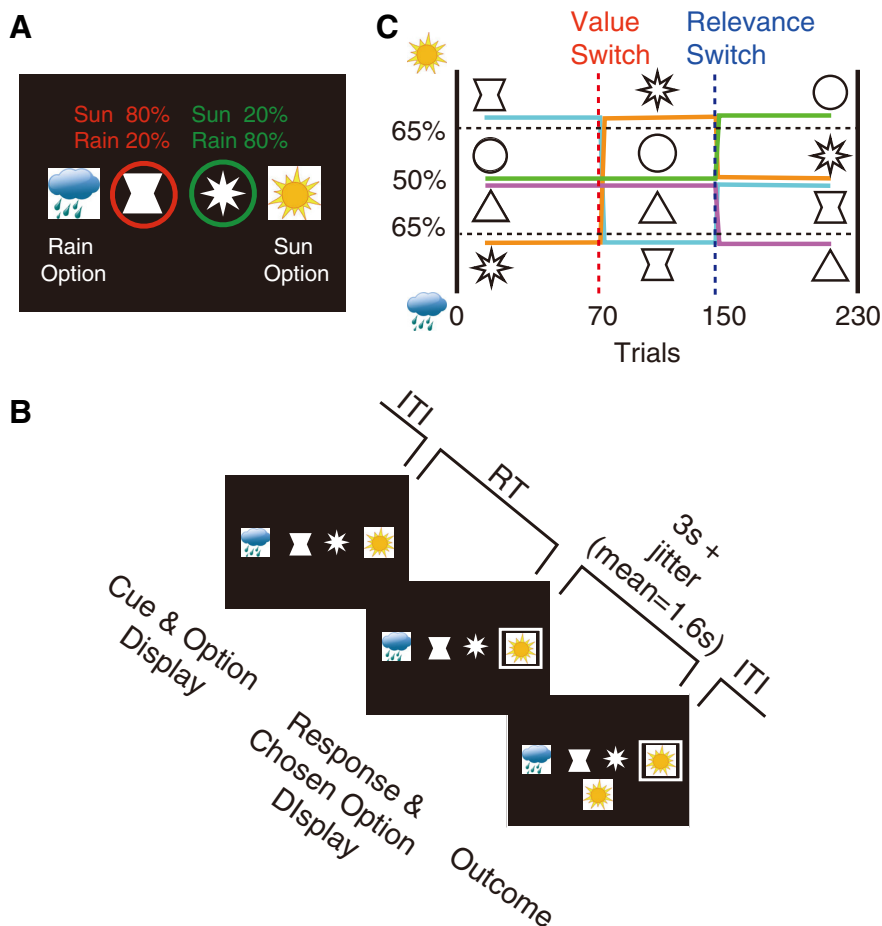 A
Sun 80% Sun 20%
Rain 20% Rain 80%
Rain
Option
Sun
Option
C
Value
Switch
Relevance
Switch
65%
50%
65%
0 70 150 230
Trials
B
ITI
RT
3s +
jitter
(mean=1.6s)
ITI
Cue & Option
Display
Response &
Chosen Option
DIsplay
Outcome